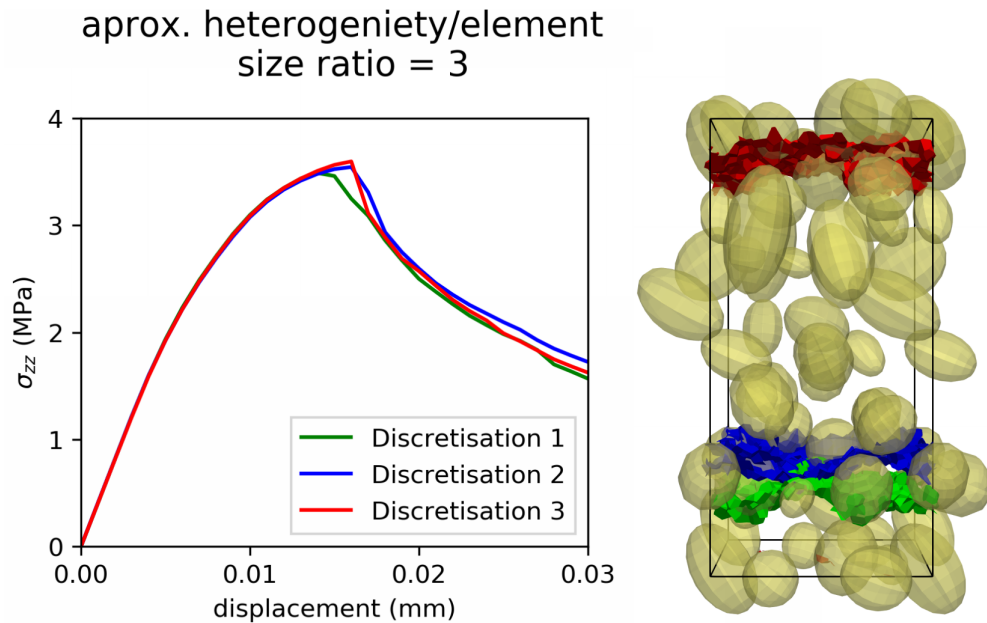 aprox. heterogeniety/element
size ratio = 3
4
3
2
1
0
σzz (MPa)
Discretisation 1
Discretisation 2
Discretisation 3
0.00
0.01
0.02
0.03
displacement (mm)